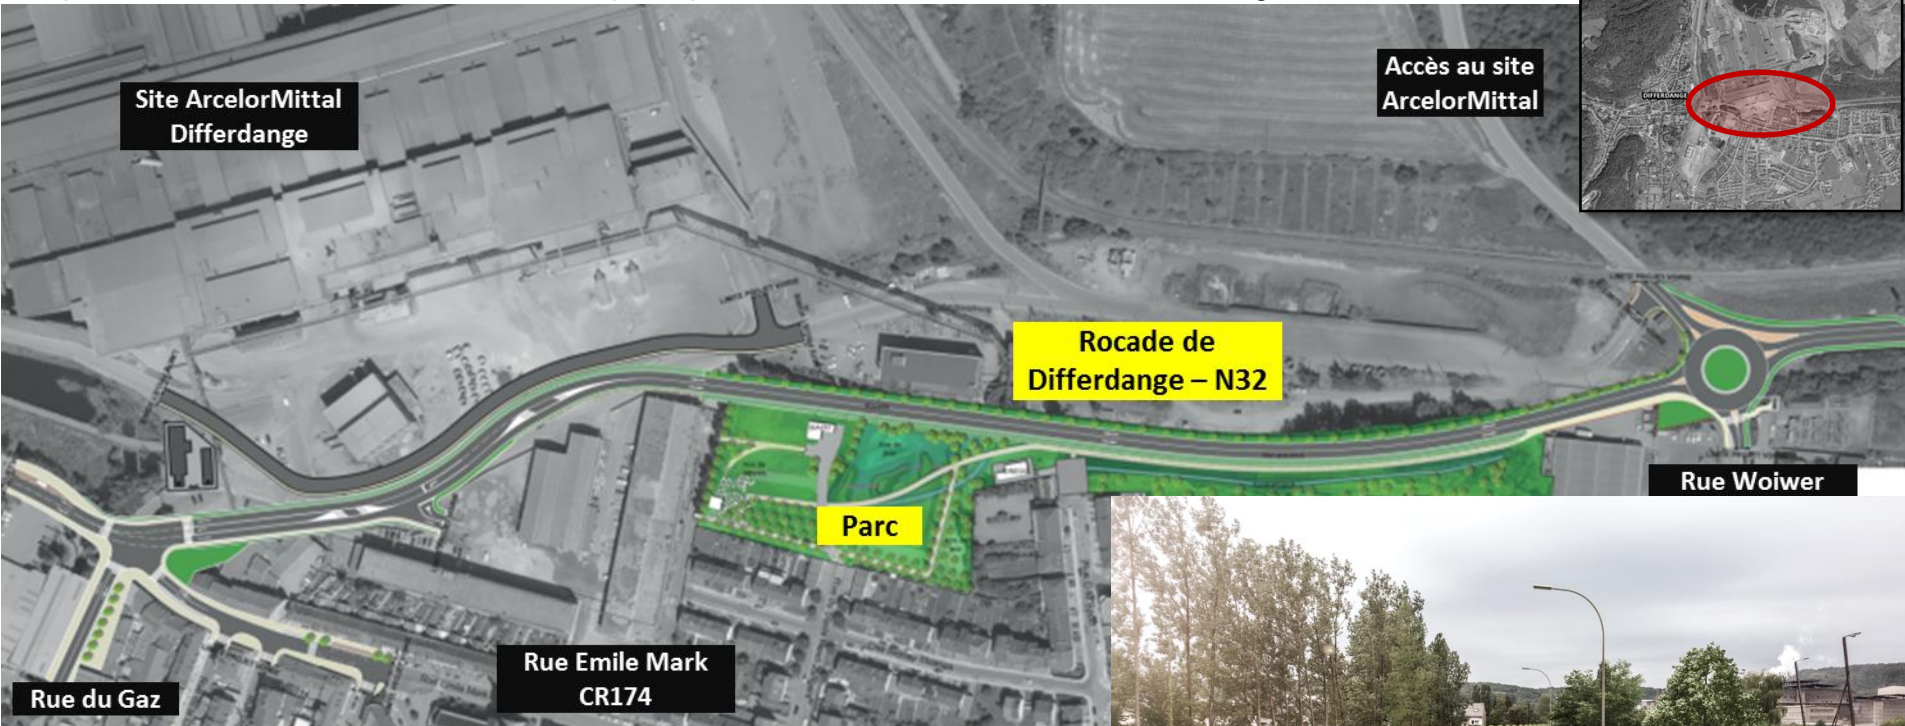 Site ArcelorMittal
Differdange
Accès au site
ArcelorMittal
DIFFERDANGE
Rocade de
Differdange – N32
Parc
Rue Woiwer
Rue Emile Mark
CR174
Rue du Gaz